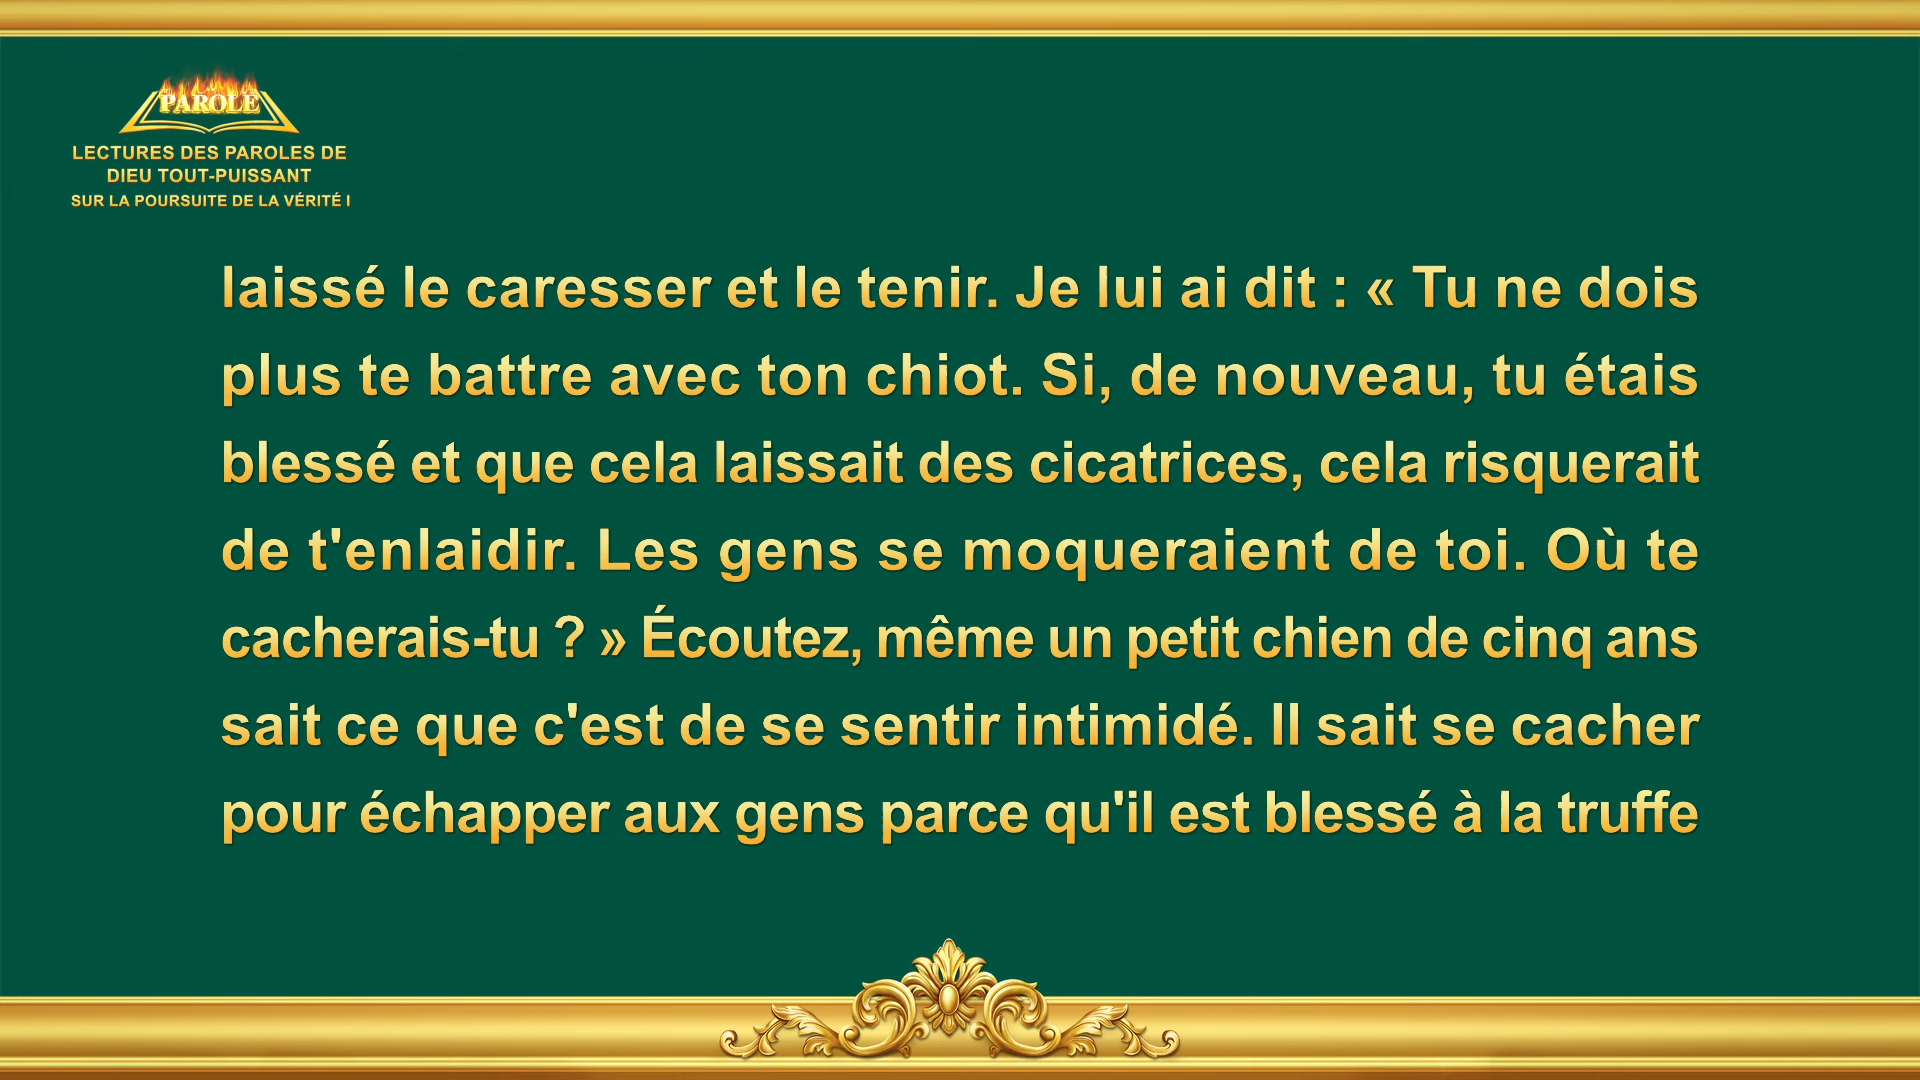 PAROLE
LECTURES DES PAROLES DE
DIEU TOUT-PUISSANT
SUR LA POURSUITE DE LA VÉRITÉ I
laissé le caresser et le tenir. Je lui ai dit : « Tu ne dois
plus te battre avec ton chiot. Si, de nouveau, tu étais
blessé et que cela laissait des cicatrices, cela risquerait
de t'enlaidir. Les gens se moqueraient de toi. Où te
cacherais-tu ? » Écoutez, même un petit chien de cinq ans
sait ce que c'est de se sentir intimidé. Il sait se cacher
pour échapper aux gens parce qu'il est blessé à la truffe